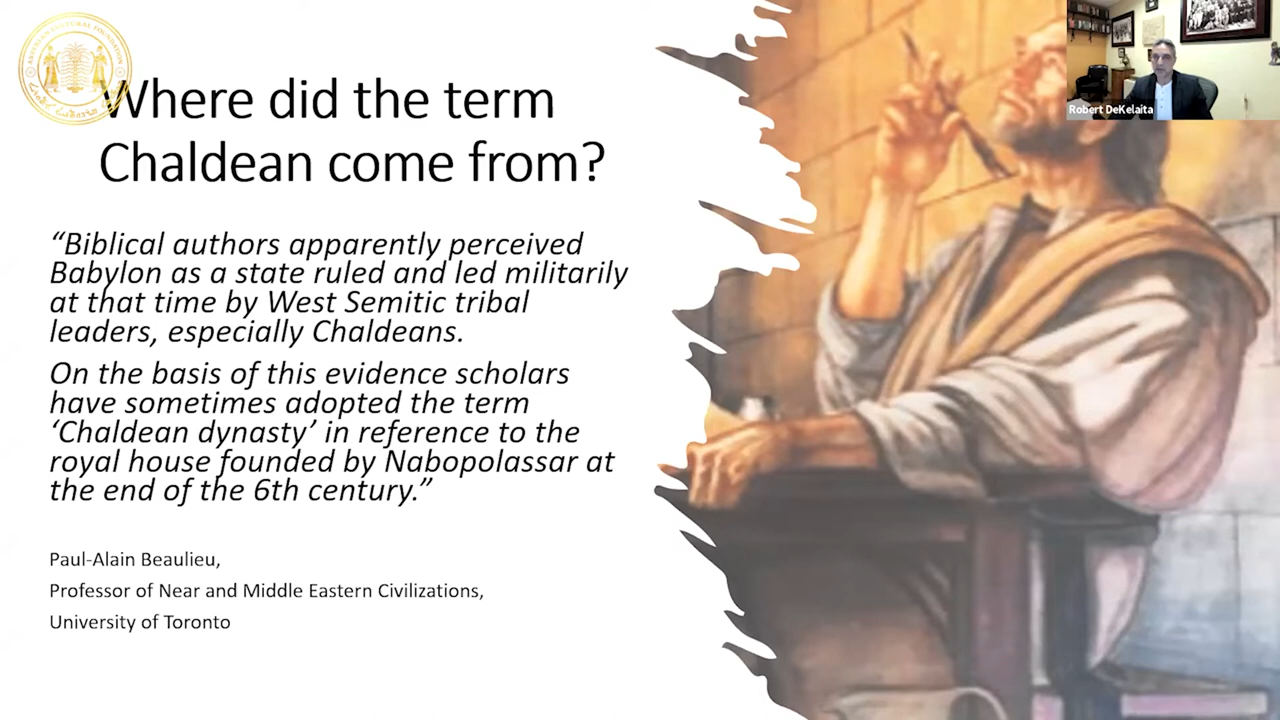 Where did the term
Chaldean come from?
“Biblical authors apparently perceived
Babylon as a state ruled and led militarily
at that time by West Semitic tribal
leaders, especially Chaldeans.
On the basis of this evidence scholars
have sometimes adopted the term
‘Chaldean dynasty’ in reference to the
royal house founded by Nabopolassar at
the end of the 6th century.”
Paul-Alain Beaulieu,
Professor of Near and Middle Eastern Civilizations,
University of Toronto
Robert DeKelaita